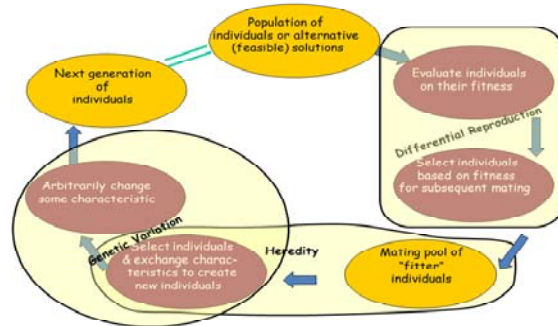 Population of
individuals or alternative
(feasible) solutions
Evaluate individuals
on their fitness
Differential Reproduction
Select individuals
based on fitness
for subsequent mating
Mating pool of
"fitter"
individuals
Heredity
Select individuals
& exchange charac-
teristics to create
new individuals
Genetic Variation
Arbitrarily change
some characteristic
Next generation
of
individuals